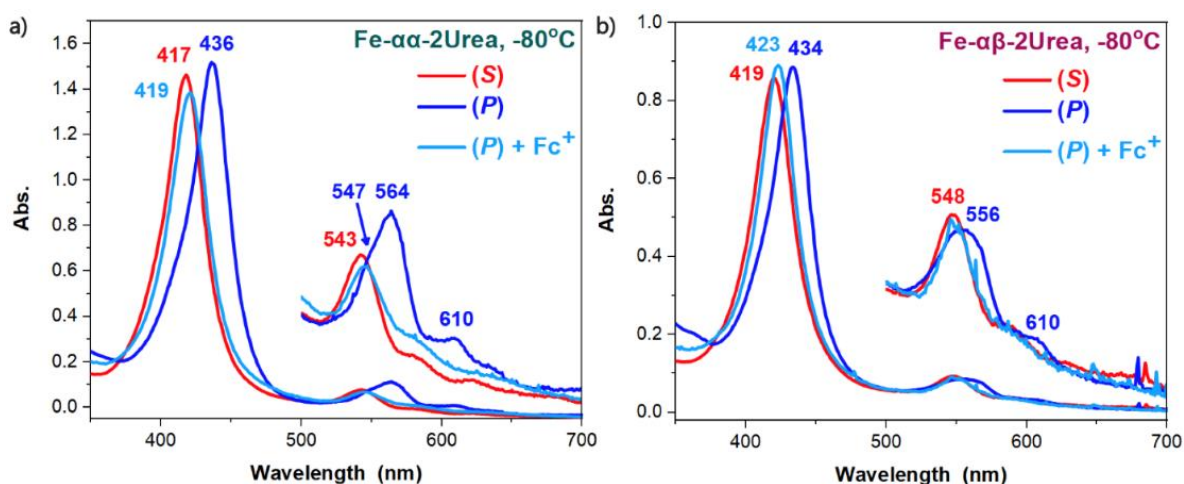 a)
Fe-αα-2Urea, -80°C
417
436
419
(S)
(P)
(P) + Fc⁺
547
564
543
610
Abs.
1.6
1.4
1.2
1.0
0.8
0.6
0.4
0.2
0.0
400
500
600
700
Wavelength (nm)
b)
Fe-αβ-2Urea, -80°C
423
434
419
(S)
(P)
(P) + Fc⁺
548
556
610
Abs.
1.0
0.8
0.6
0.4
0.2
0.0
400
500
600
700
Wavelength (nm)